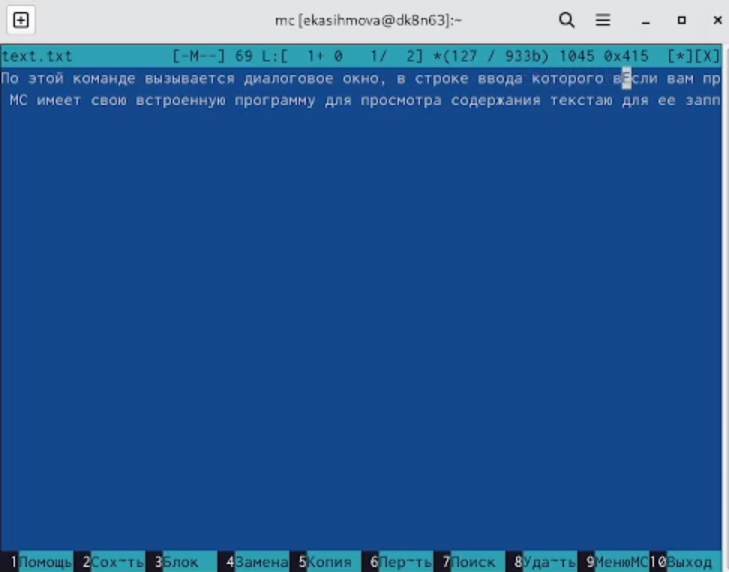 mc [ekasihmova@dk8n63]:~
text.txt [-M--] 69 L:[ 1+ 0 1/ 2] *(127 / 933b) 1045 0x415 [*][X]
По этой команде вызывается диалоговое окно, в строке ввода которого вЕсли вам пр
МС имеет свою встроенную программу для просмотра содержания текстаю для ее запп
1Помощь 2Сох~ть 3Блок 4Замена 5Копия 6Пер~ть 7Поиск 8Уда~ть 9МенюМС 10Выход